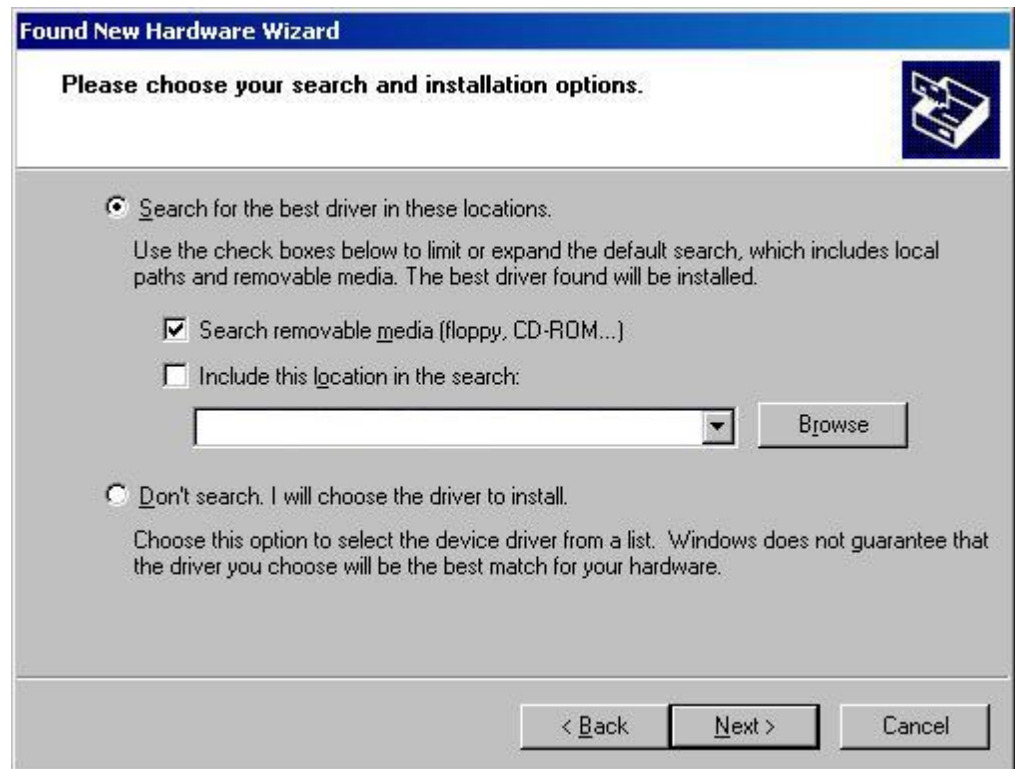 Found New Hardware Wizard
Please choose your search and installation options.
Search for the best driver in these locations.
Use the check boxes below to limit or expand the default search, which includes local
paths and removable media. The best driver found will be installed.
Search removable media (floppy, CD-ROM...)
Include this location in the search:
Browse
Don't search. I will choose the driver to install.
Choose this option to select the device driver from a list.  Windows does not guarantee that
the driver you choose will be the best match for your hardware.
< Back
Next >
Cancel